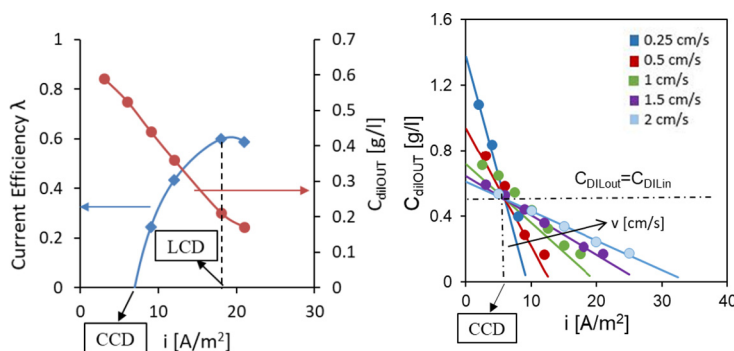 Current Efficiency λ
1
0.8
0.6
0.4
0.2
0
0
10
20
30
i [A/m²]
0.7
0.6
0.5
0.4
0.3
0.2
0.1
0
C_dilOUT [g/l]
LCD
CCD
C_dilOUT [g/l]
1.6
1.2
0.8
0.4
0
0
10
20
30
40
i [A/m²]
0.25 cm/s
0.5 cm/s
1 cm/s
1.5 cm/s
2 cm/s
C_DILout=C_DILin
v [cm/s]
CCD